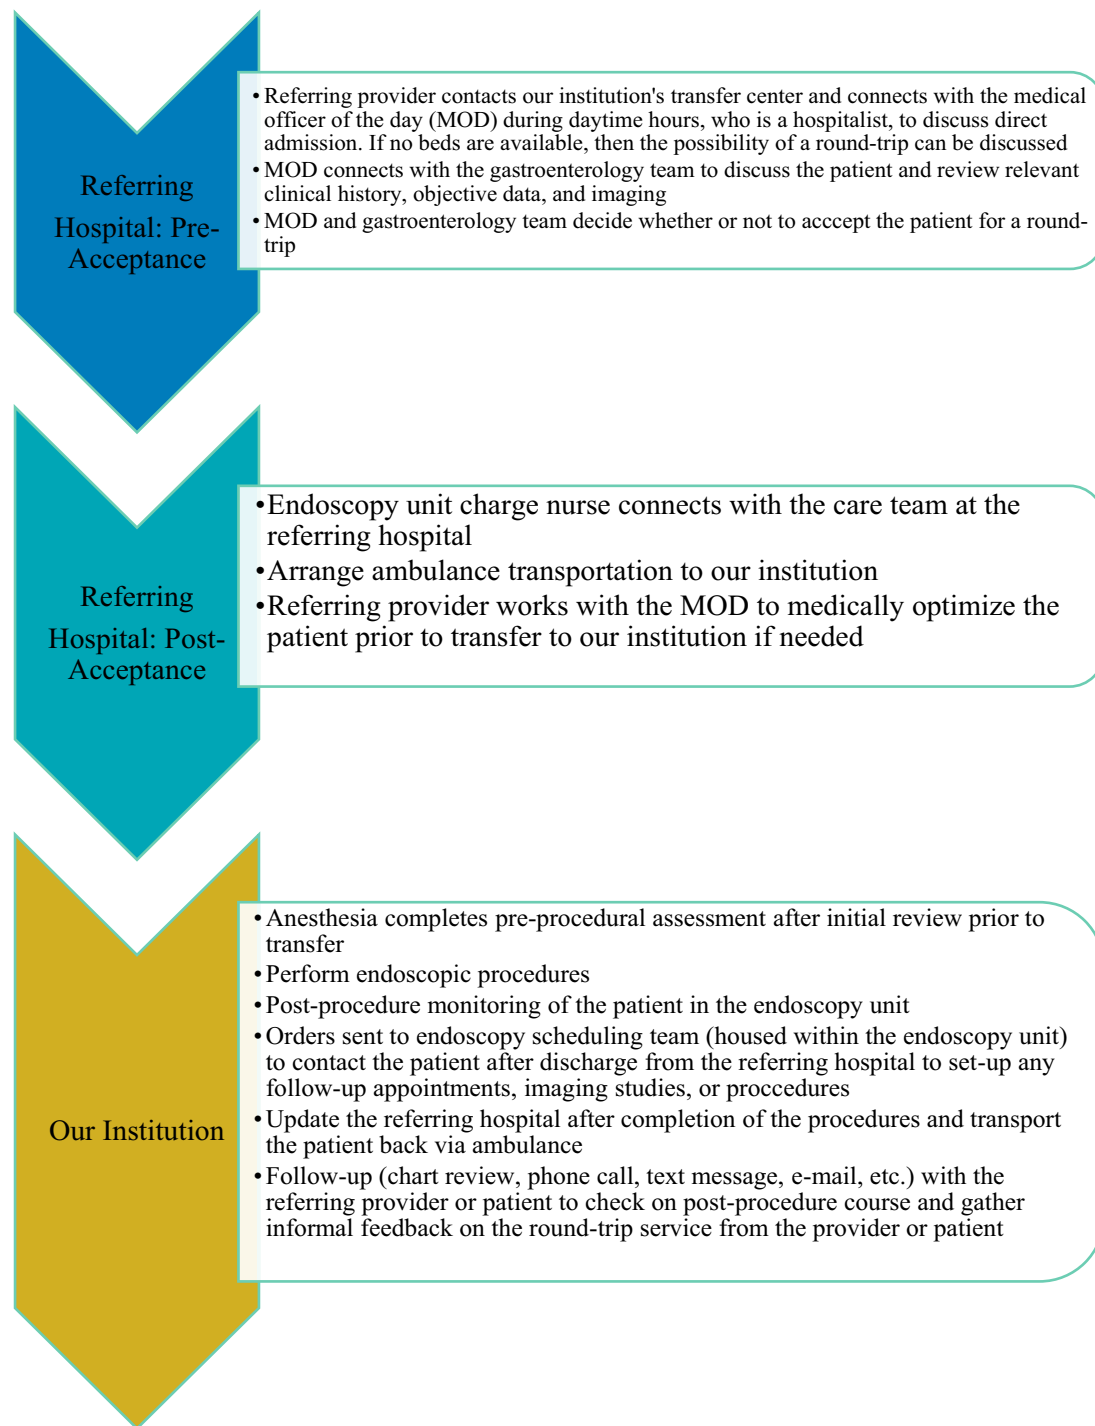 Referring
Hospital: Pre-
Acceptance
• Referring provider contacts our institution's transfer center and connects with the medical
officer of the day (MOD) during daytime hours, who is a hospitalist, to discuss direct
admission. If no beds are available, then the possibility of a round-trip can be discussed
• MOD connects with the gastroenterology team to discuss the patient and review relevant
clinical history, objective data, and imaging
• MOD and gastroenterology team decide whether or not to acccept the patient for a round-
trip
Referring
Hospital: Post-
Acceptance
• Endoscopy unit charge nurse connects with the care team at the
referring hospital
• Arrange ambulance transportation to our institution
• Referring provider works with the MOD to medically optimize the
patient prior to transfer to our institution if needed
Our Institution
• Anesthesia completes pre-procedural assessment after initial review prior to
transfer
• Perform endoscopic procedures
• Post-procedure monitoring of the patient in the endoscopy unit
• Orders sent to endoscopy scheduling team (housed within the endoscopy unit)
to contact the patient after discharge from the referring hospital to set-up any
follow-up appointments, imaging studies, or proccedures
• Update the referring hospital after completion of the procedures and transport
the patient back via ambulance
• Follow-up (chart review, phone call, text message, e-mail, etc.) with the
referring provider or patient to check on post-procedure course and gather
informal feedback on the round-trip service from the provider or patient